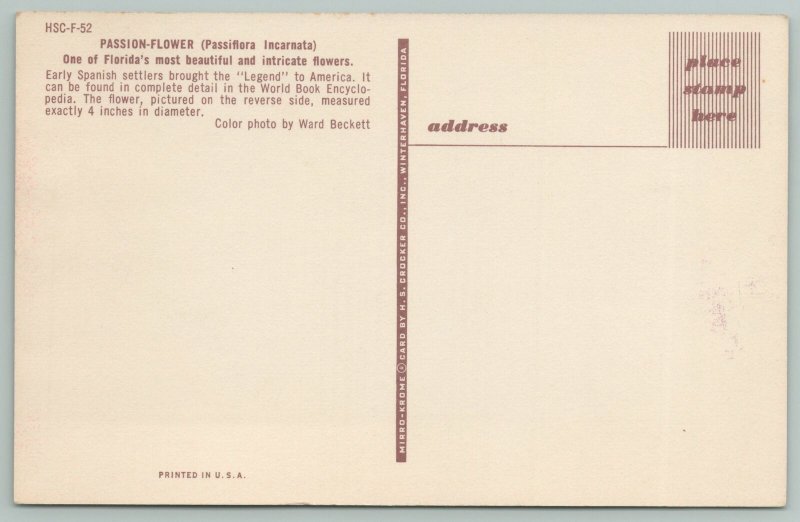 HSC-F-52
PASSION-FLOWER (Passiflora Incarnata)
One of Florida's most beautiful and intricate flowers.
Early Spanish settlers brought the "Legend" to America. It
can be found in complete detail in the World Book Encyclo-
pedia. The flower, pictured on the reverse side, measured
exactly 4 inches in diameter.
Color photo by Ward Beckett
MIRRO-KROME ® CARD BY H. S. CROCKER CO., INC., WINTERHAVEN, FLORIDA
place
stamp
here
address
PRINTED IN U. S. A.